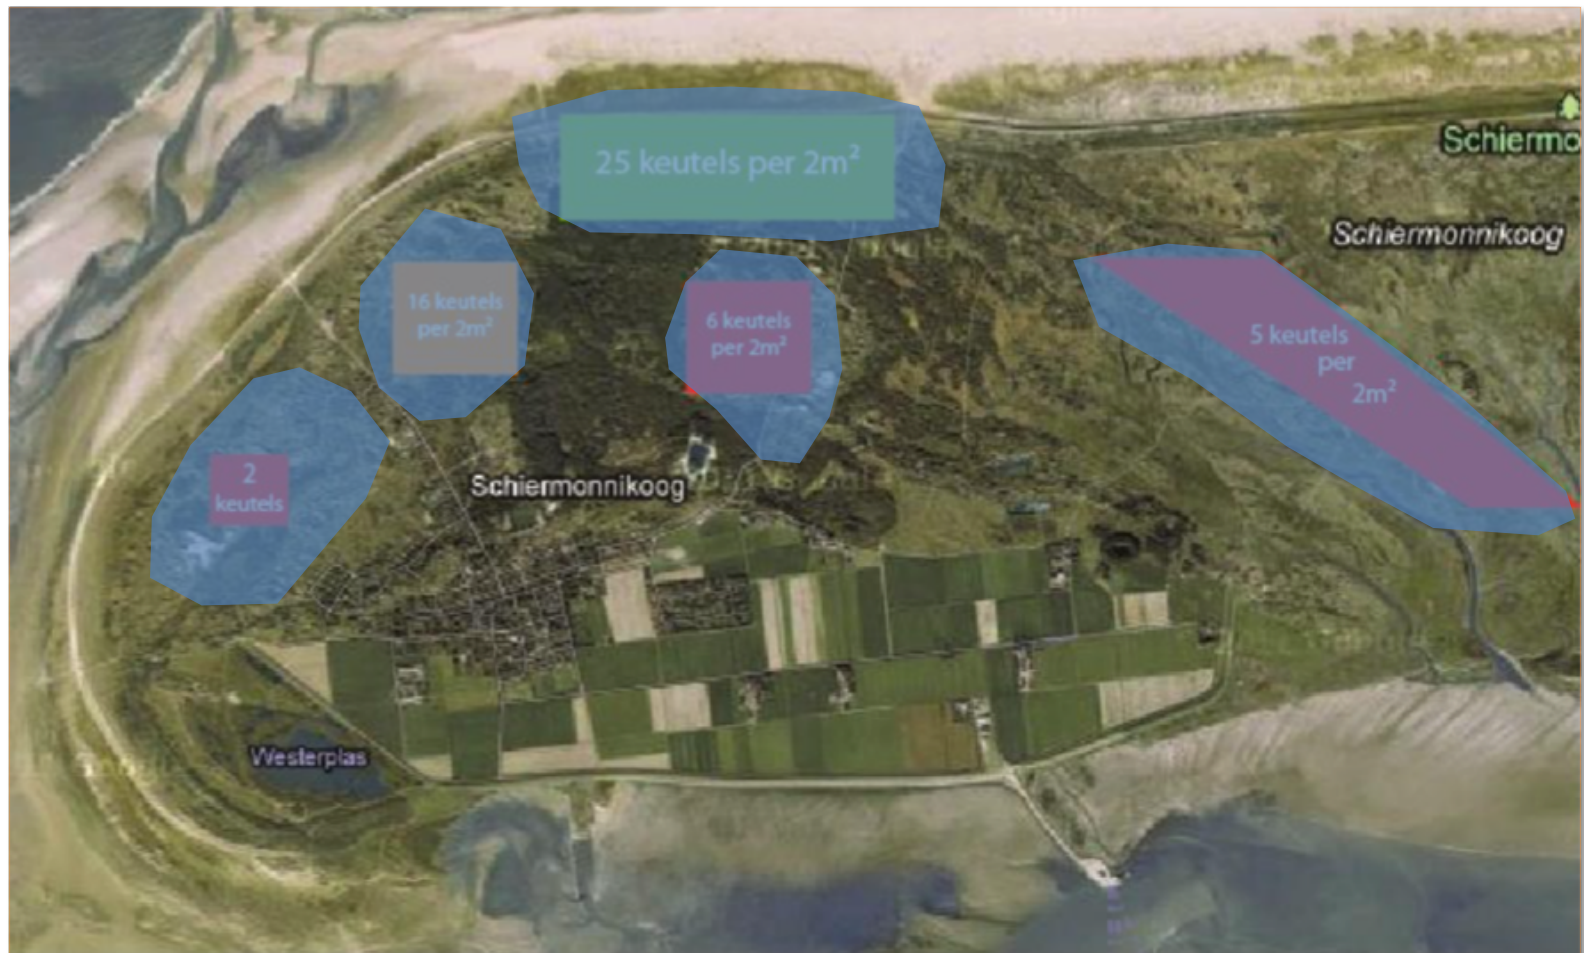 25 keutels per 2m²
Schiermo
Schiermonnikoog
16 keutels
per 2m²
6 keutels
per 2m²
5 keutels
per
2m²
2
keutels
Schiermonnikoog
Westerplas